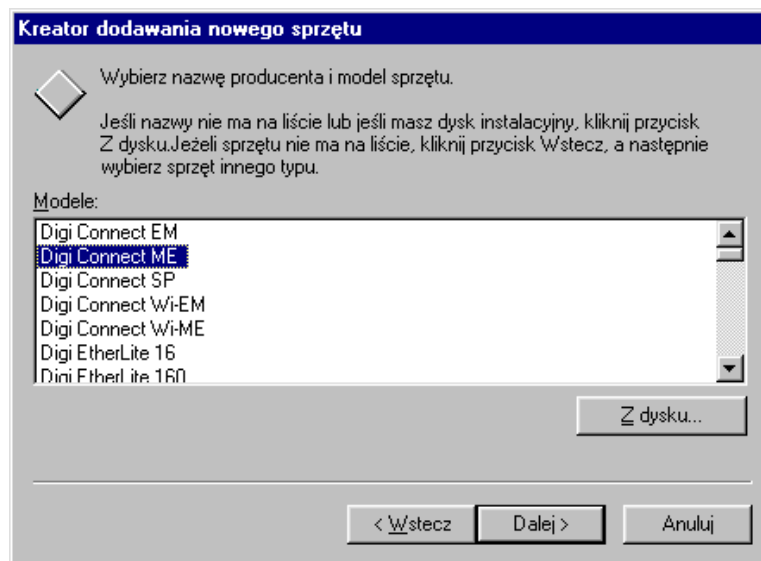 Kreator dodawania nowego sprzętu
Wybierz nazwę producenta i model sprzętu.
Jeśli nazwy nie ma na liście lub jeśli masz dysk instalacyjny, kliknij przycisk
Z dysku.Jeżeli sprzętu nie ma na liście, kliknij przycisk Wstecz, a następnie
wybierz sprzęt innego typu.
Modele:
Digi Connect EM
Digi Connect ME
Digi Connect SP
Digi Connect Wi-EM
Digi Connect Wi-ME
Digi EtherLite 16
Digi EtherLite 160
Z dysku...
< Wstecz
Dalej >
Anuluj